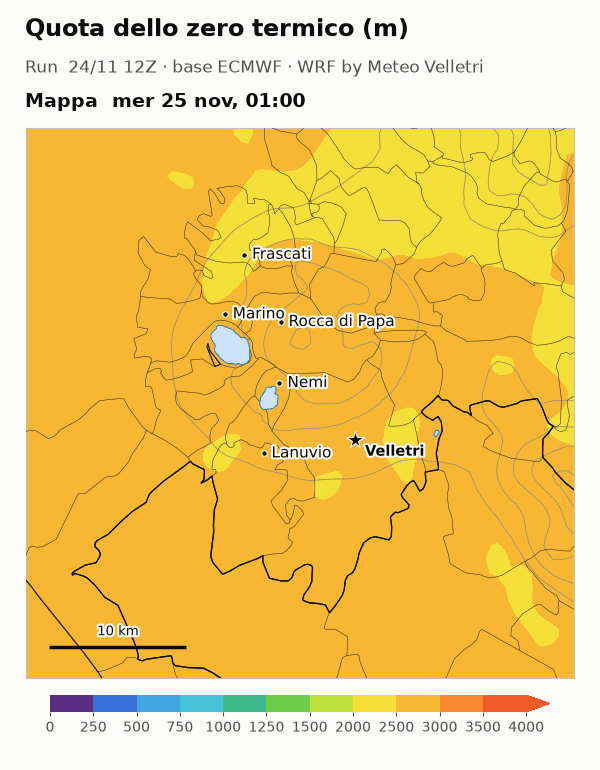 Quota dello zero termico (m)
Run  24/11 12Z · base ECMWF · WRF by Meteo Velletri
Mappa  mer 25 nov, 01:00
Frascati
Marino
Rocca di Papa
Nemi
Velletri
Lanuvio
10 km
0 250 500 750 1000 1250 1500 2000 2500 3000 3500 4000